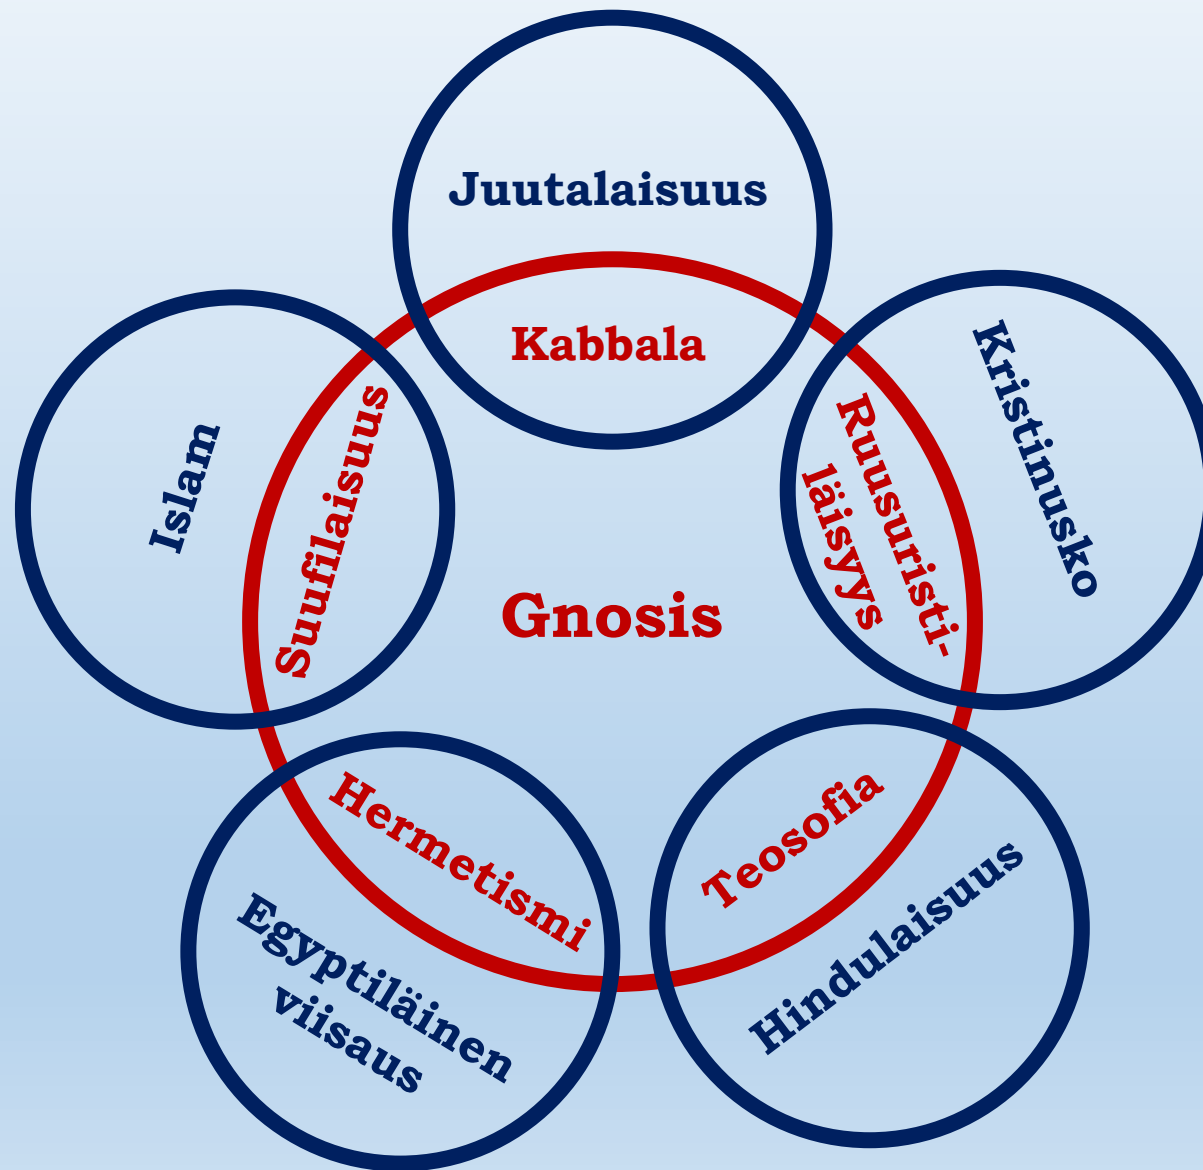 Juutalaisuus
Kabbala
Kristinusko
Ruusuristi-
läisyys
Islam
Suufilaisuus
Gnosis
Hermetismi
Egyptiläinen
viisaus
Teosofia
Hindulaisuus